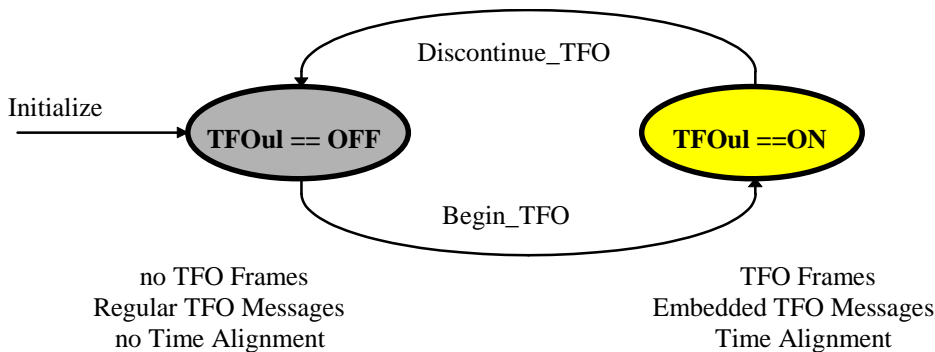 Discontinue_TFO
Initialize
TFOul == OFF
TFOul ==ON
Begin_TFO
no TFO Frames
Regular TFO Messages
no Time Alignment
TFO Frames
Embedded TFO Messages
Time Alignment